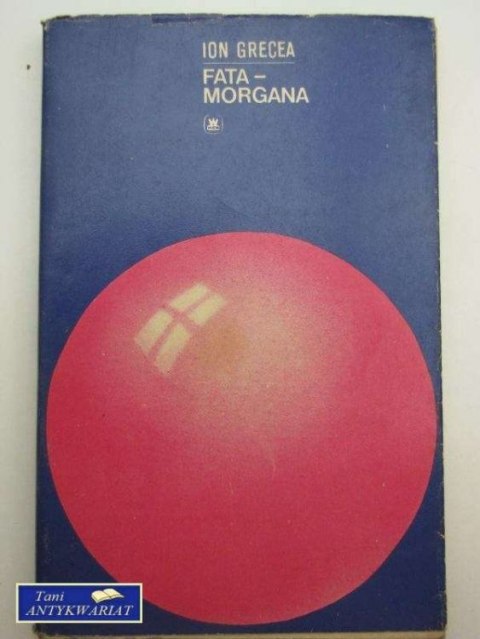 ION GRECEA
FATA –
MORGANA
Tani
ANTYKWARIAT